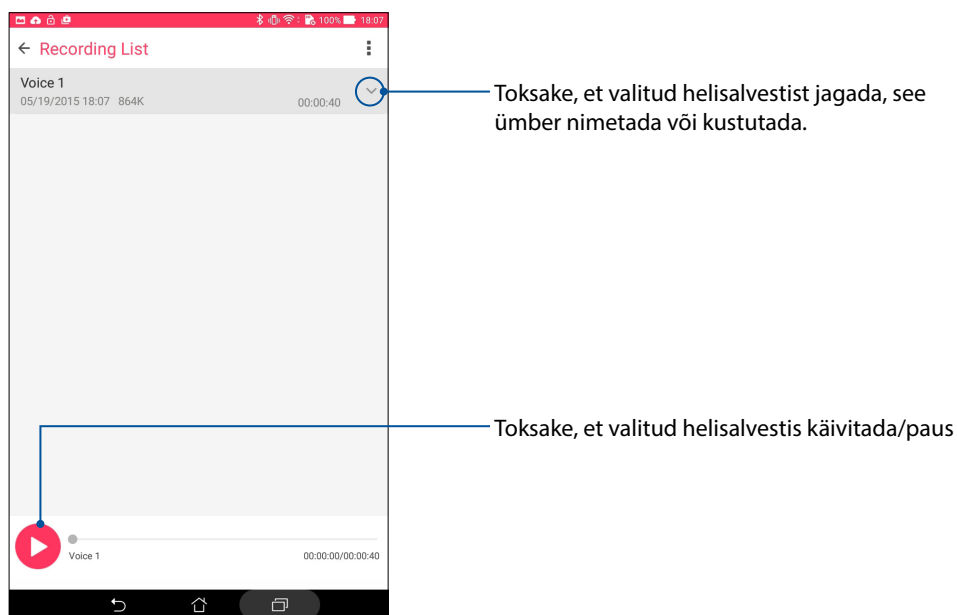 100% 18:07
Recording List
Voice 1
05/19/2015 18:07 864K 00:00:40
Toksake, et valitud helisalvestist jagada, see
ümber nimetada või kustutada.
Toksake, et valitud helisalvestis käivitada/paus
Voice 1 00:00:00/00:00:40